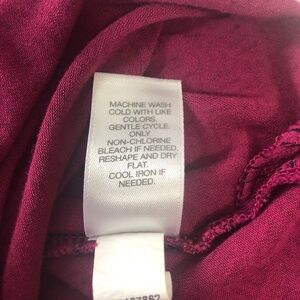 MACHINE WASH
COLD WITH LIKE
COLORS.
GENTLE CYCLE.
ONLY
NON-CHLORINE
BLEACH IF NEEDED.
RESHAPE AND DRY
FLAT.
COOL IRON IF
NEEDED.